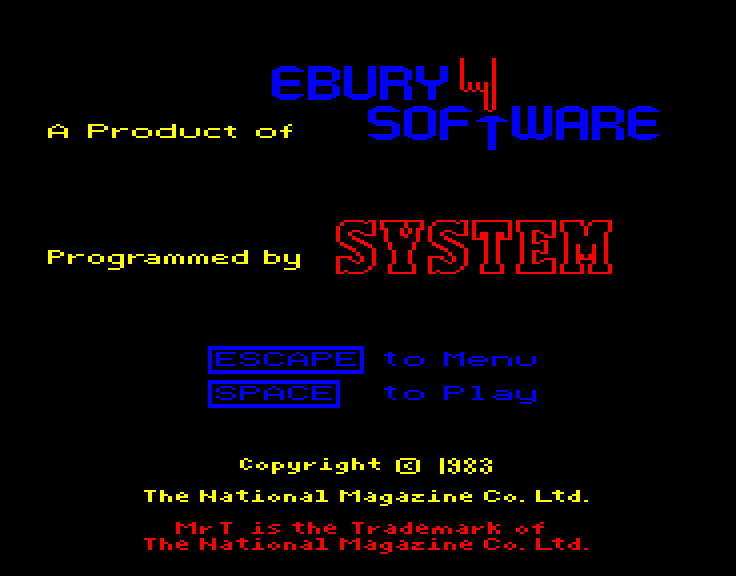 A Product of EBURY SOFTWARE
Programmed by SYSTEM
ESCAPE to Menu
SPACE to Play
Copyright © 1983
The National Magazine Co. Ltd.
MrT is the Trademark of
The National Magazine Co. Ltd.